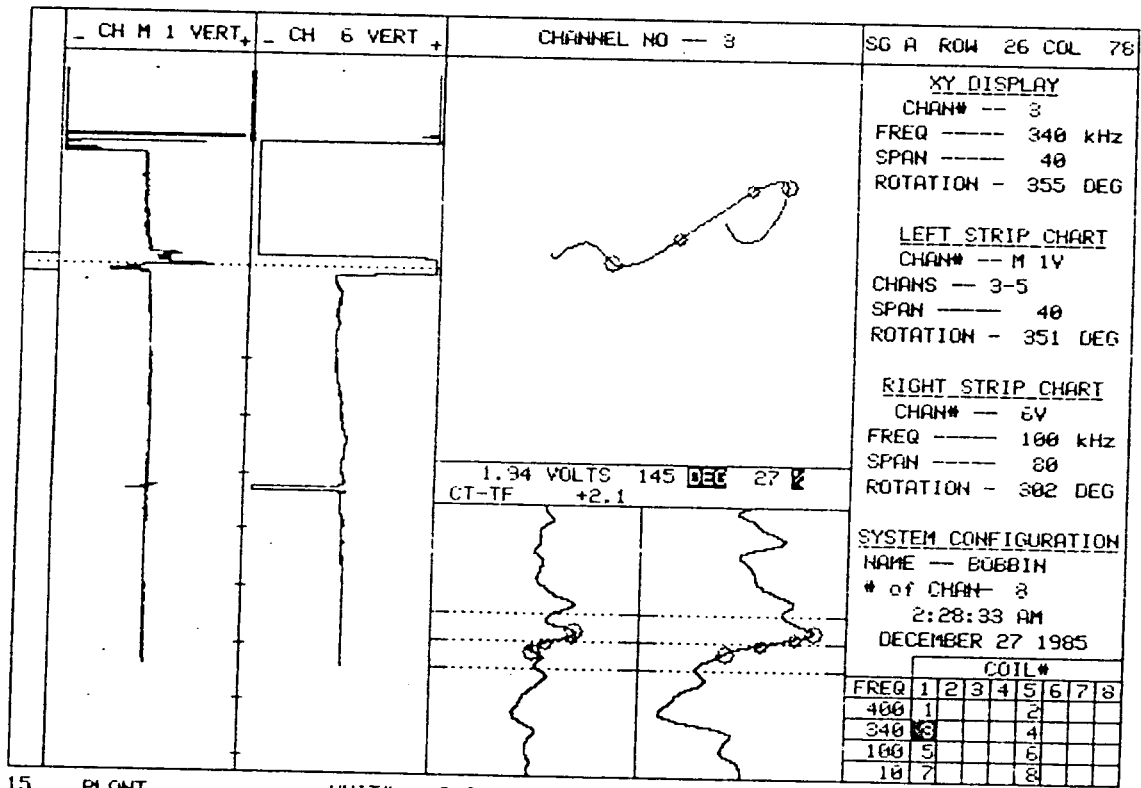 _ CH M 1 VERT +
_ CH 6 VERT +
CHANNEL NO -- 3
SG A ROW 26 COL 78
XY DISPLAY
CHAN# -- 3
FREQ ----- 340 kHz
SPAN ----- 40
ROTATION - 355 DEG
LEFT STRIP CHART
CHAN# -- M 1V
CHANS -- 3-5
SPAN ----- 40
ROTATION - 351 DEG
RIGHT STRIP CHART
CHAN# -- 6V
FREQ ----- 100 kHz
SPAN ----- 80
ROTATION - 302 DEG
1.94 VOLTS 145 DEG 27 %
CT-TF +2.1
SYSTEM CONFIGURATION
NAME -- BOBBIN
# of CHAN- 8
2:28:33 AM
DECEMBER 27 1985
COIL#
FREQ 1 2 3 4 5 6 7 8
400 1 2
340 3 4
100 5 6
10 7 8
15 PLANT